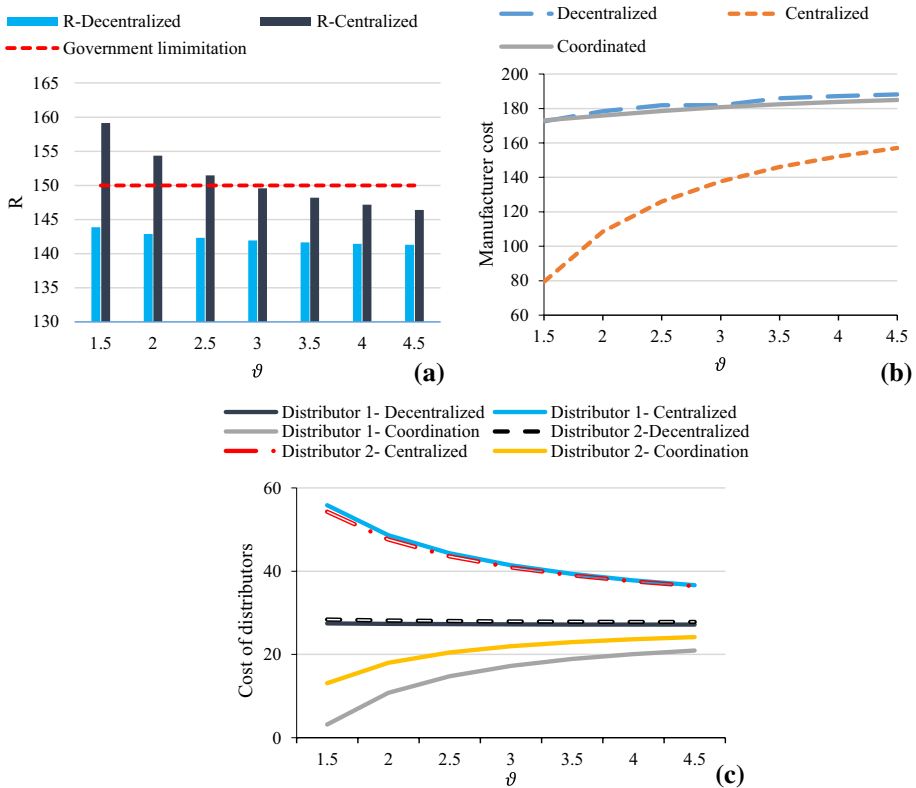 R-Decentralized R-Centralized
Government limimitation
165
160
155
150
145
140
135
130
R
1.5 2 2.5 3 3.5 4 4.5
ϑ
(a)
Decentralized Centralized
Coordinated
200
180
160
140
120
100
80
60
Manufacturer cost
1.5 2 2.5 3 3.5 4 4.5
ϑ
(b)
Distributor 1- Decentralized Distributor 1- Centralized
Distributor 1- Coordination Distributor 2-Decentralized
Distributor 2- Centralized Distributor 2- Coordination
60
40
20
0
Cost of distributors
1.5 2 2.5 3 3.5 4 4.5
ϑ
(c)